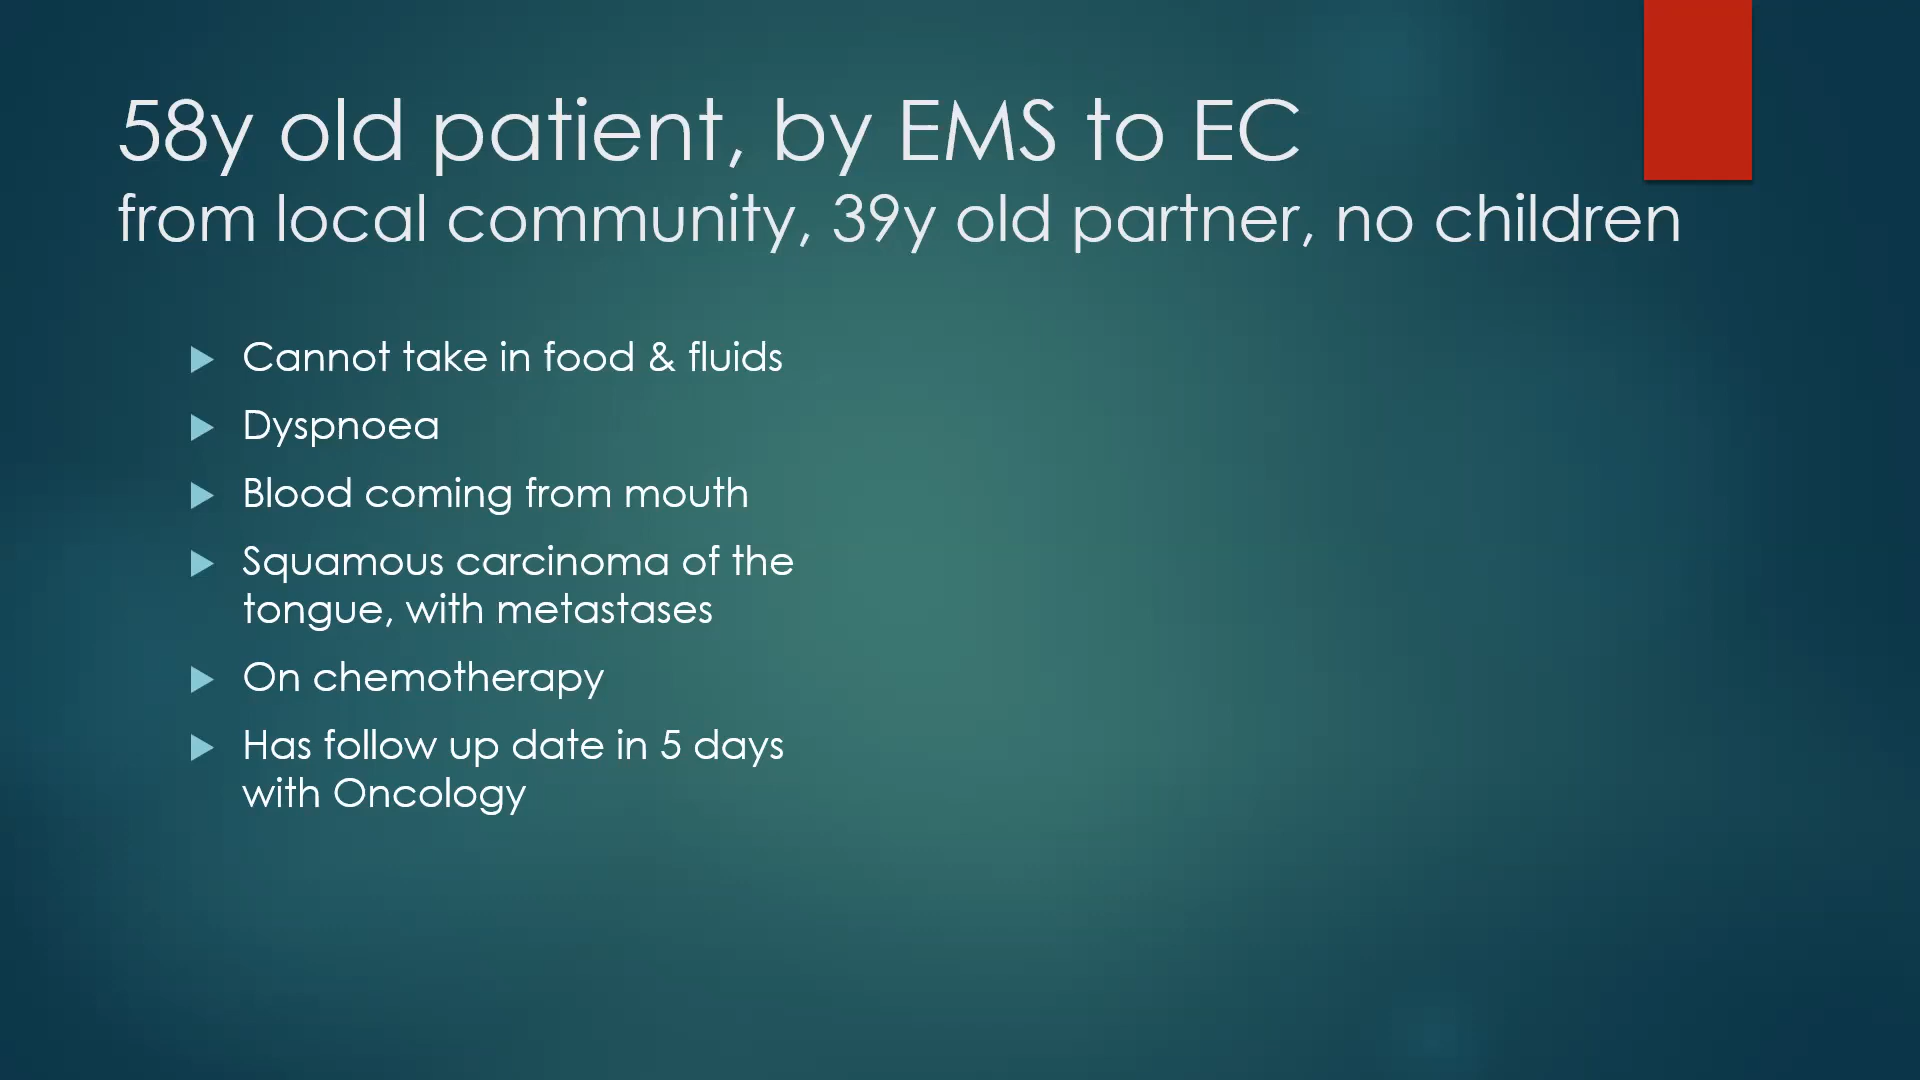 58y old patient, by EMS to EC
from local community, 39y old partner, no children
Cannot take in food & fluids
Dyspnoea
Blood coming from mouth
Squamous carcinoma of the
tongue, with metastases
On chemotherapy
Has follow up date in 5 days
with Oncology